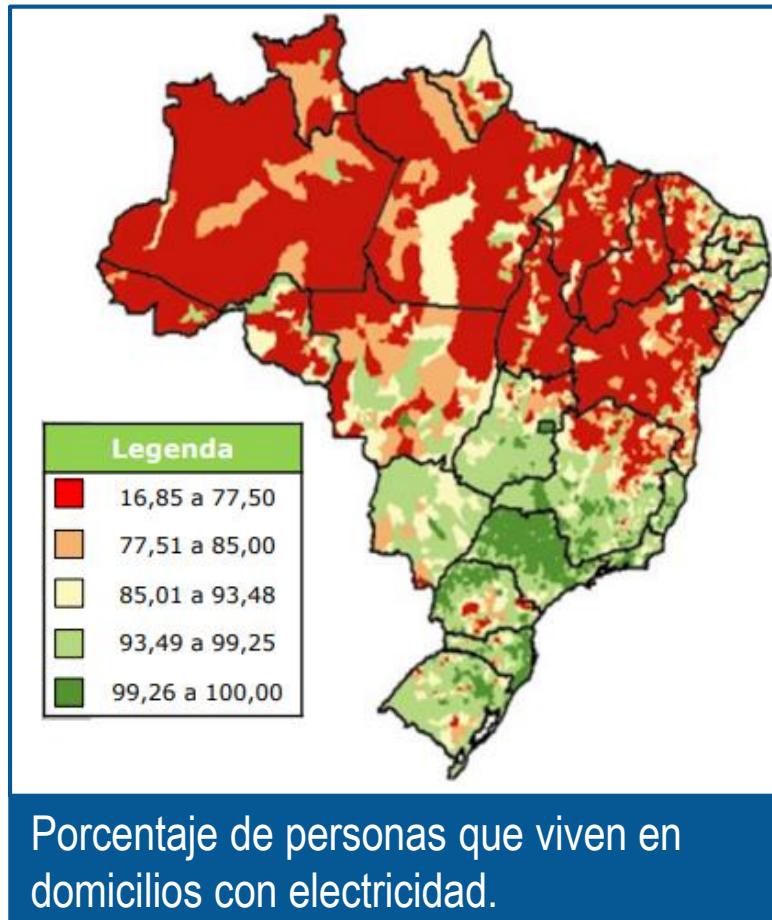 Legenda
16,85 a 77,50
77,51 a 85,00
85,01 a 93,48
93,49 a 99,25
99,26 a 100,00
Porcentaje de personas que viven en
domicilios con electricidad.